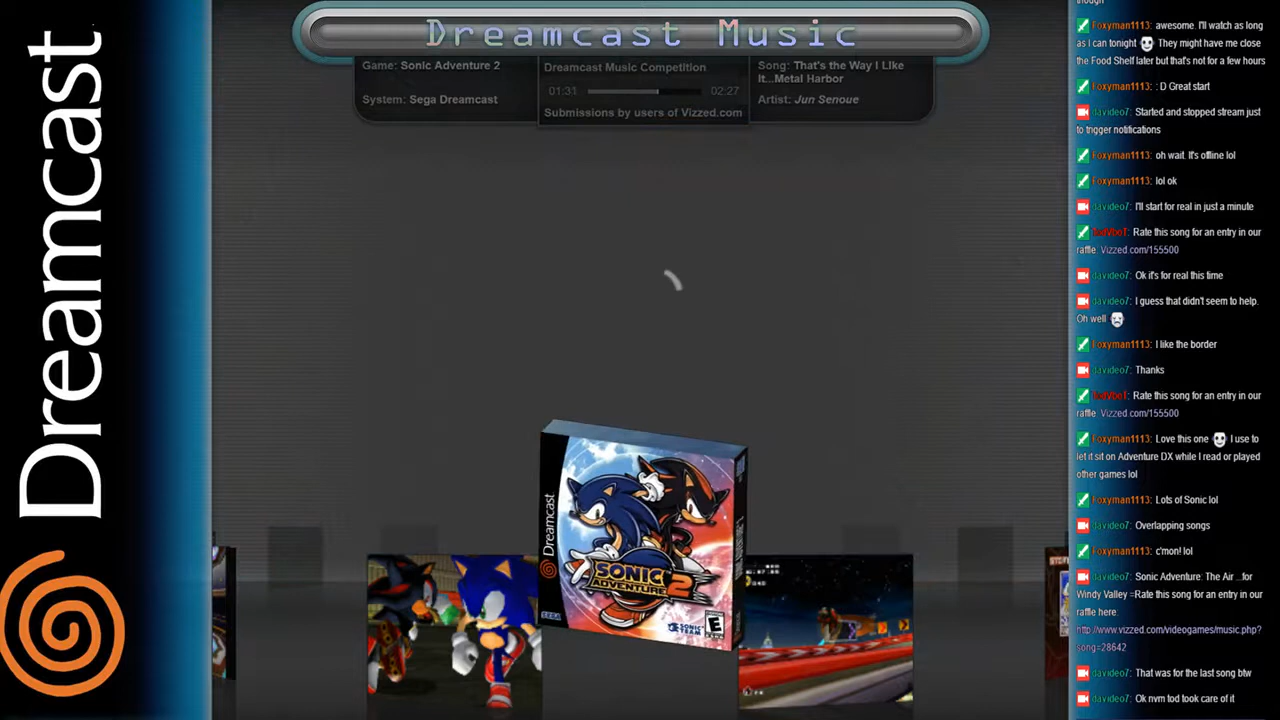 Dreamcast
Dreamcast Music
Game: Sonic Adventure 2
System: Sega Dreamcast
Dreamcast Music Competition
01:31
02:27
Submissions by users of Vizzed.com
Song: That's the Way I LIke
It...Metal Harbor
Artist: Jun Senoue
Dreamcast
SONIC
ADVENTURE 2
SEGA
SONIC TEAM
E
though
Foxyman1113: awesome. I'll watch as long
as I can tonight They might have me close
the Food Shelf later but that's not for a few hours
Foxyman1113: :D Great start
davideo7: Started and stopped stream just
to trigger notifications
Foxyman1113: oh wait. It's offline lol
Foxyman1113: lol ok
davideo7: I'll start for real in just a minute
Rate this song for an entry in our
raffle: Vizzed.com/155500
davideo7: Ok it's for real this time
davideo7: I guess that didn't seem to help.
Oh well
Foxyman1113: I like the border
davideo7: Thanks
Rate this song for an entry in our
raffle: Vizzed.com/155500
Foxyman1113: Love this one I use to
let it sit on Adventure DX while I read or played
other games lol
Foxyman1113: Lots of Sonic lol
davideo7: Overlapping songs
Foxyman1113: c'mon! lol
davideo7: Sonic Adventure: The Air ...for
Windy Valley =Rate this song for an entry in our
raffle here:
http://www.vizzed.com/videogames/music.php?
song=28642
davideo7: That was for the last song btw
davideo7: Ok nvm tod took care of it